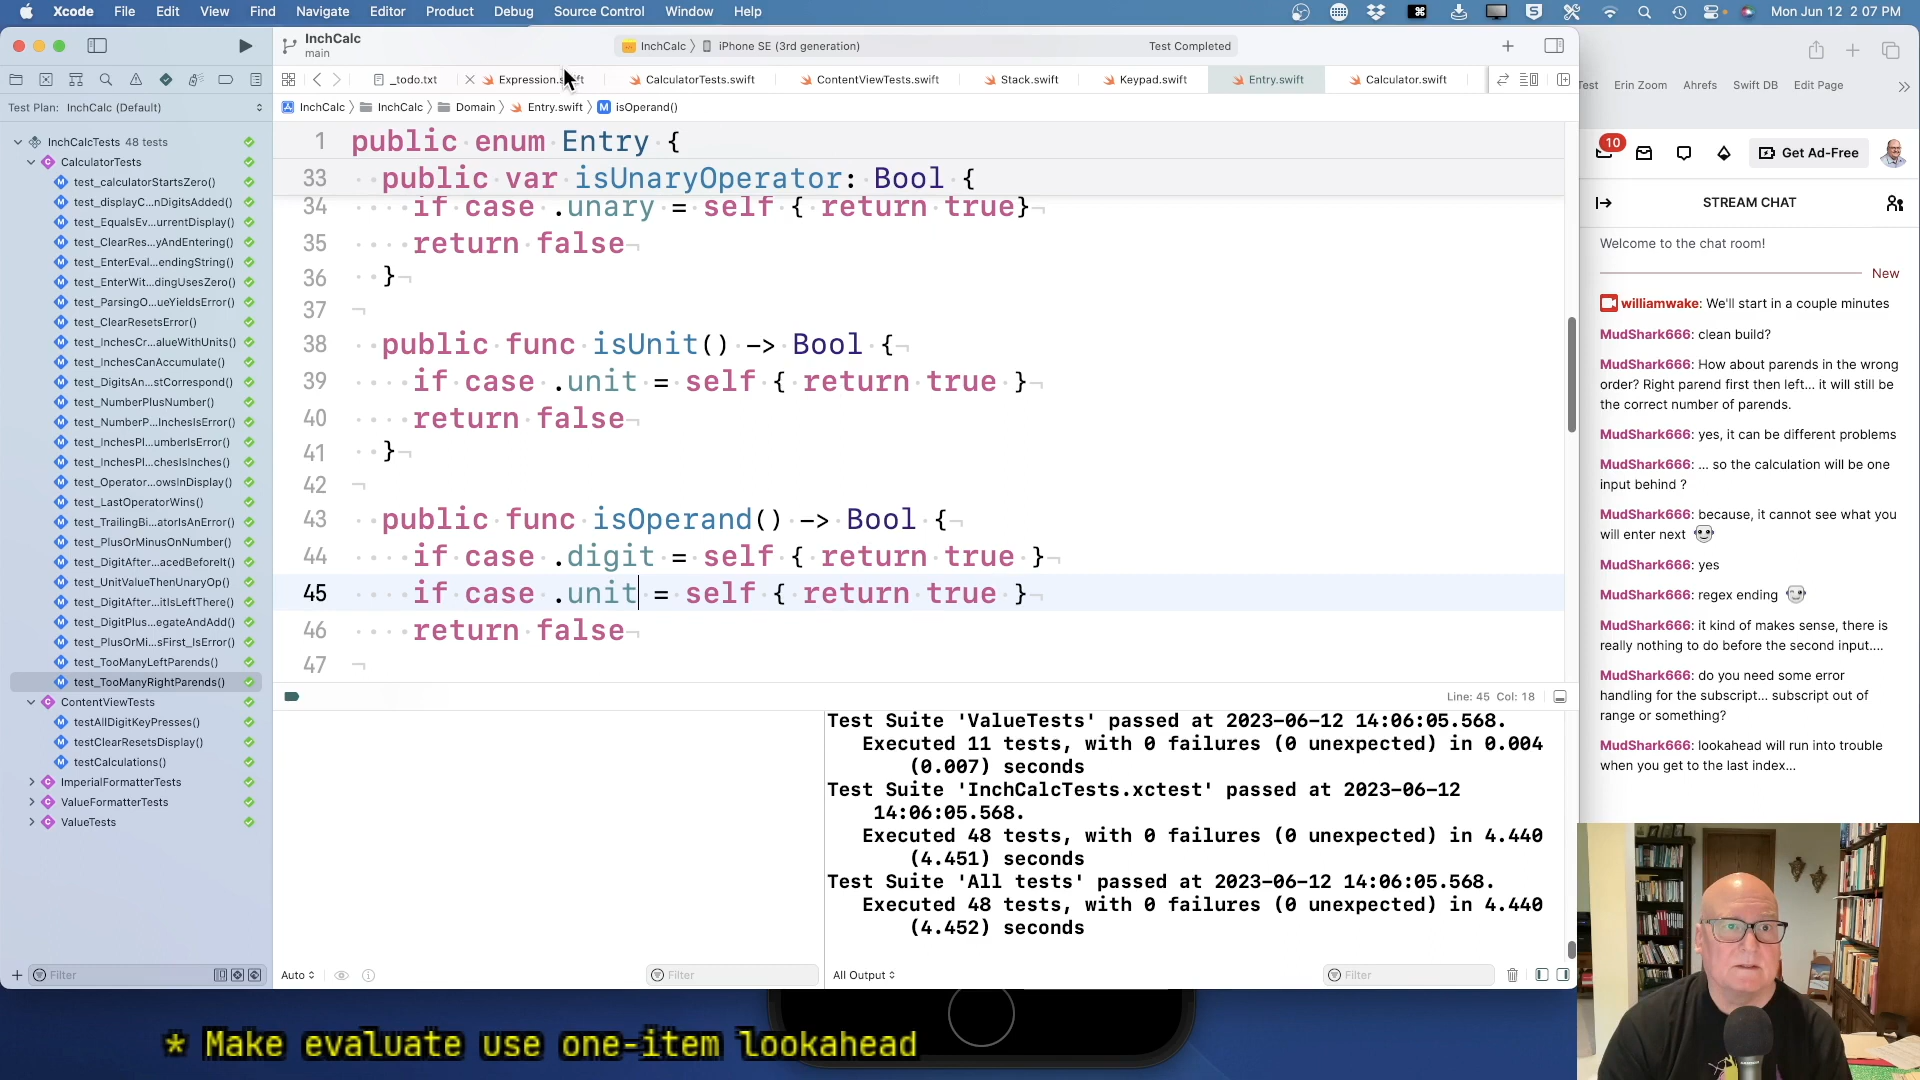 Xcode File Edit View Find Navigate Editor Product Debug Source Control Window Help
Mon Jun 12 2:07 PM
InchCalc
main
InchCalc iPhone SE (3rd generation) Test Completed
_todo.txt
CalculatorTests.swift ContentViewTests.swift Stack.swift Keypad.swift Entry.swift Calculator.swift
Test Plan: InchCalc (Default)
InchCalc InchCalc Domain Entry.swift M isOperand()
InchCalcTests 48 tests
CalculatorTests
test_calculatorStartsZero()
test_displayC...nDigitsAdded()
test_EqualsEv...urrentDisplay()
test_ClearRes...yAndEntering()
test_EnterEval...endingString()
test_EnterWit...dingUsesZero()
test_ParsingO...ueYieldsError()
test_ClearResetsError()
test_InchesCr...alueWithUnits()
test_InchesCanAccumulate()
test_DigitsAn...stCorrespond()
test_NumberPlusNumber()
test_NumberP...InchesIsError()
test_InchesPl...umberIsError()
test_InchesPl...chesIsInches()
test_Operator...owsInDisplay()
test_LastOperatorWins()
test_TrailingBi...atorIsAnError()
test_PlusOrMinusOnNumber()
test_DigitAfter...acedBeforeIt()
test_UnitValueThenUnaryOp()
test_DigitAfter...itIsLeftThere()
test_DigitPlus...egateAndAdd()
test_PlusOrMi...sFirst_IsError()
test_TooManyLeftParends()
test_TooManyRightParends()
ContentViewTests
testAllDigitKeyPresses()
testClearResetsDisplay()
testCalculations()
ImperialFormatterTests
ValueFormatterTests
ValueTests
Filter
1 public enum Entry {
33 public var isUnaryOperator: Bool {
34 if case .unary = self { return true}
35 return false
36 }
37
38 public func isUnit() -> Bool {
39 if case .unit = self { return true }
40 return false
41 }
42
43 public func isOperand() -> Bool {
44 if case .digit = self { return true }
45 if case .unit = self { return true }
46 return false
47
Line: 45 Col: 18
Test Suite 'ValueTests' passed at 2023-06-12 14:06:05.568.
Executed 11 tests, with 0 failures (0 unexpected) in 0.004
(0.007) seconds
Test Suite 'InchCalcTests.xctest' passed at 2023-06-12
14:06:05.568.
Executed 48 tests, with 0 failures (0 unexpected) in 4.440
(4.451) seconds
Test Suite 'All tests' passed at 2023-06-12 14:06:05.568.
Executed 48 tests, with 0 failures (0 unexpected) in 4.440
(4.452) seconds
Auto
Filter
All Output
Filter
Erin Zoom Ahrefs Swift DB Edit Page
10
Get Ad-Free
STREAM CHAT
Welcome to the chat room!
New
williamwake: We'll start in a couple minutes
MudShark666: clean build?
MudShark666: How about parends in the wrong
order? Right parend first then left... it will still be
the correct number of parends.
MudShark666: yes, it can be different problems
MudShark666: ... so the calculation will be one
input behind ?
MudShark666: because, it cannot see what you
will enter next
MudShark666: yes
MudShark666: regex ending
MudShark666: it kind of makes sense, there is
really nothing to do before the second input....
MudShark666: do you need some error
handling for the subscript... subscript out of
range or something?
MudShark666: lookahead will run into trouble
when you get to the last index...
* Make evaluate use one-item lookahead